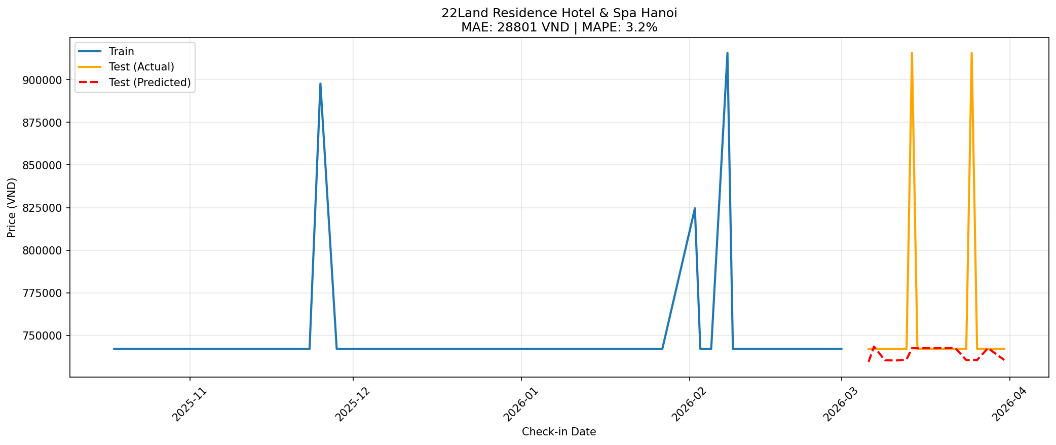 22Land Residence Hotel & Spa Hanoi
MAE: 28801 VND | MAPE: 3.2%
Train
Test (Actual)
Test (Predicted)
Price (VND)
900000
875000
850000
825000
800000
775000
750000
2025-11
2025-12
2026-01
2026-02
2026-03
2026-04
Check-in Date